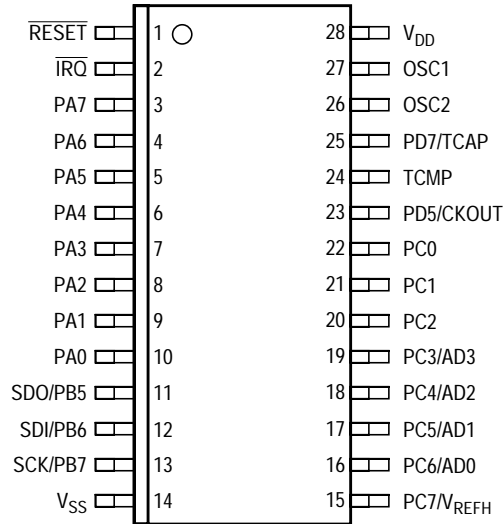 RESET 1 28 VDD
IRQ 2 27 OSC1
PA7 3 26 OSC2
PA6 4 25 PD7/TCAP
PA5 5 24 TCMP
PA4 6 23 PD5/CKOUT
PA3 7 22 PC0
PA2 8 21 PC1
PA1 9 20 PC2
PA0 10 19 PC3/AD3
SDO/PB5 11 18 PC4/AD2
SDI/PB6 12 17 PC5/AD1
SCK/PB7 13 16 PC6/AD0
VSS 14 15 PC7/VREFH